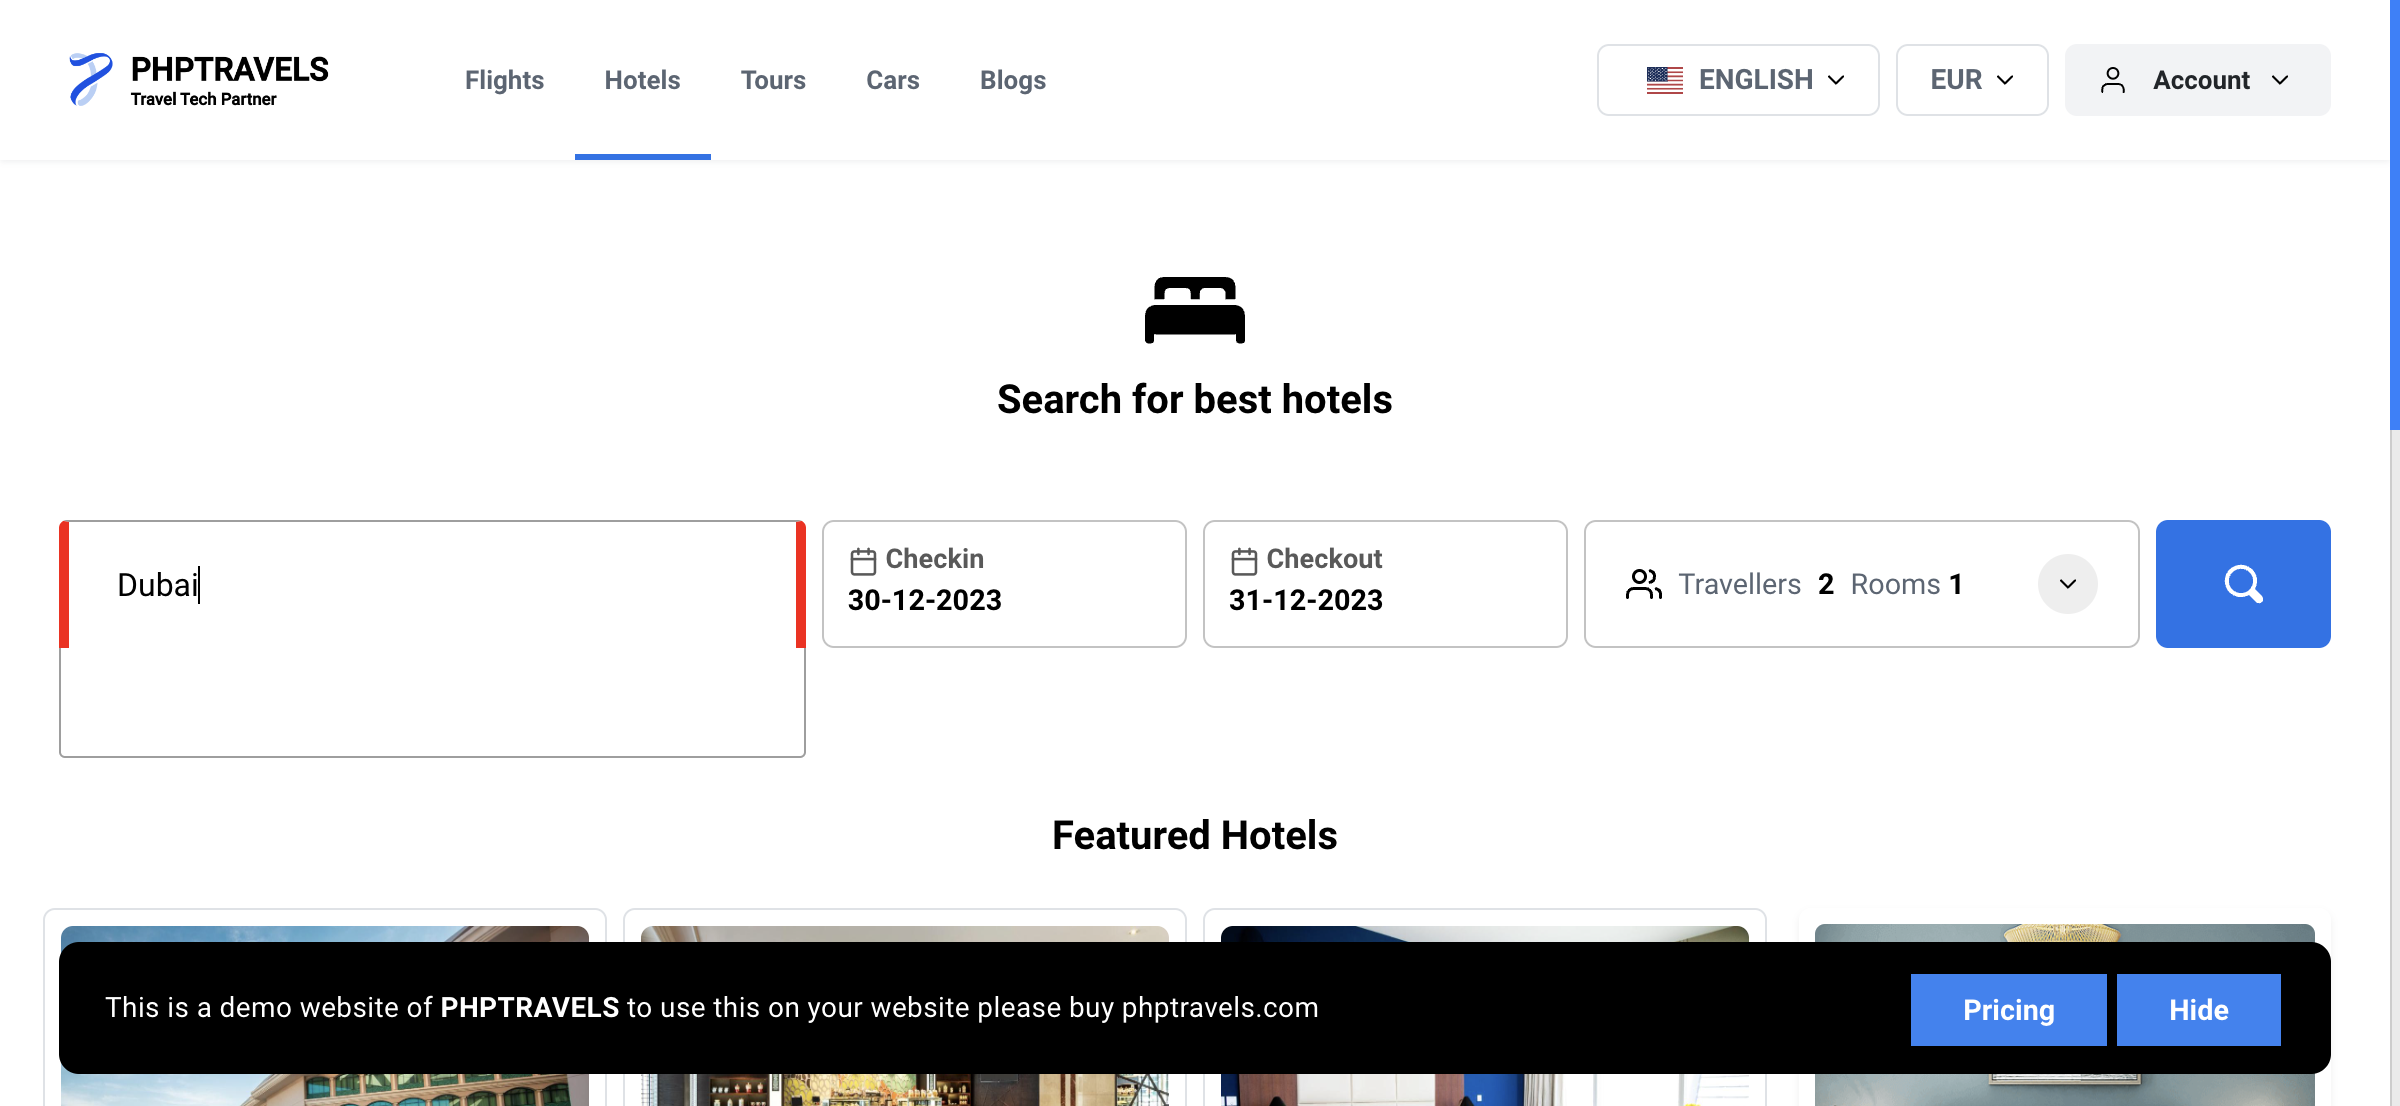 PHPTRAVELS
Travel Tech Partner
Flights Hotels Tours Cars Blogs
ENGLISH EUR Account
Search for best hotels
Dubai
Checkin
30-12-2023
Checkout
31-12-2023
Travellers 2 Rooms 1
Featured Hotels
This is a demo website of PHPTRAVELS to use this on your website please buy phptravels.com
Pricing Hide